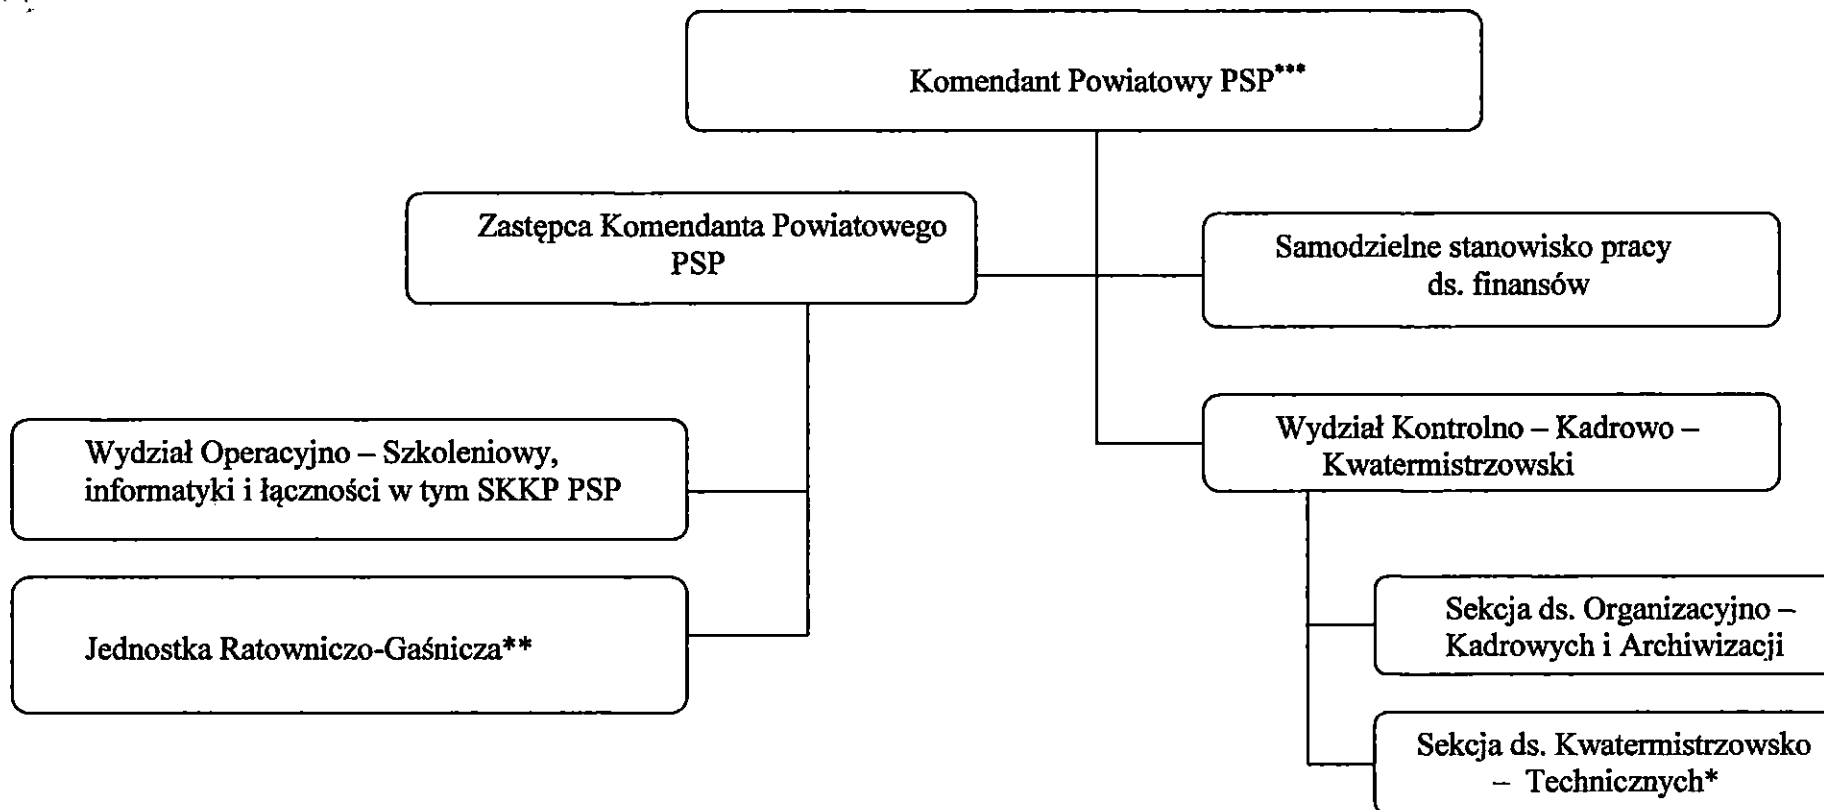 Komendant Powiatowy PSP***
Zastępca Komendanta Powiatowego
PSP
Samodzielne stanowisko pracy
ds. finansów
Wydział Operacyjno – Szkoleniowy,
informatyki i łączności w tym SKKP PSP
Wydział Kontrolno – Kadrowo –
Kwatermistrzowski
Jednostka Ratowniczo-Gaśnicza**
Sekcja ds. Organizacyjno –
Kadrowych i Archiwizacji
Sekcja ds. Kwatermistrzowsko
– Technicznych*